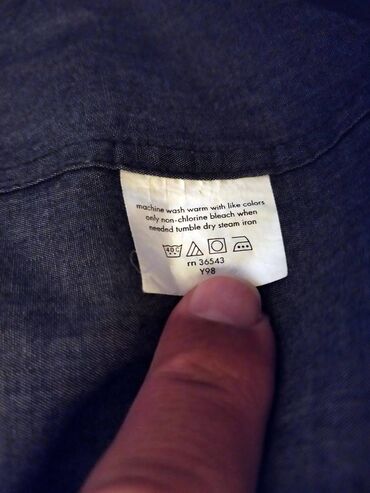 machine wash warm with like colors
only non-chlorine bleach when
needed tumble dry steam iron
40C
rn 36543
Y98